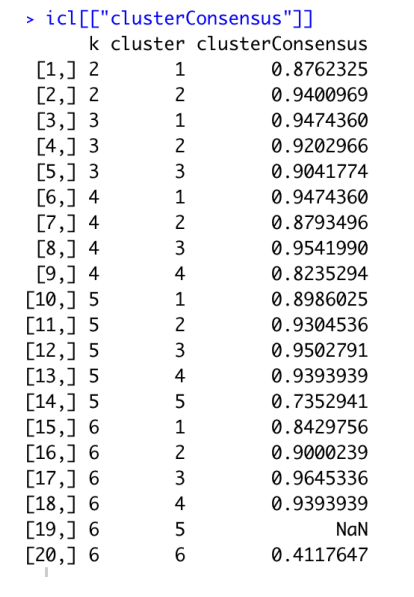 > icl[["clusterConsensus"]]
k cluster clusterConsensus
[1,] 2 1 0.8762325
[2,] 2 2 0.9400969
[3,] 3 1 0.9474360
[4,] 3 2 0.9202966
[5,] 3 3 0.9041774
[6,] 4 1 0.9474360
[7,] 4 2 0.8793496
[8,] 4 3 0.9541990
[9,] 4 4 0.8235294
[10,] 5 1 0.8986025
[11,] 5 2 0.9304536
[12,] 5 3 0.9502791
[13,] 5 4 0.9393939
[14,] 5 5 0.7352941
[15,] 6 1 0.8429756
[16,] 6 2 0.9000239
[17,] 6 3 0.9645336
[18,] 6 4 0.9393939
[19,] 6 5 NaN
[20,] 6 6 0.4117647